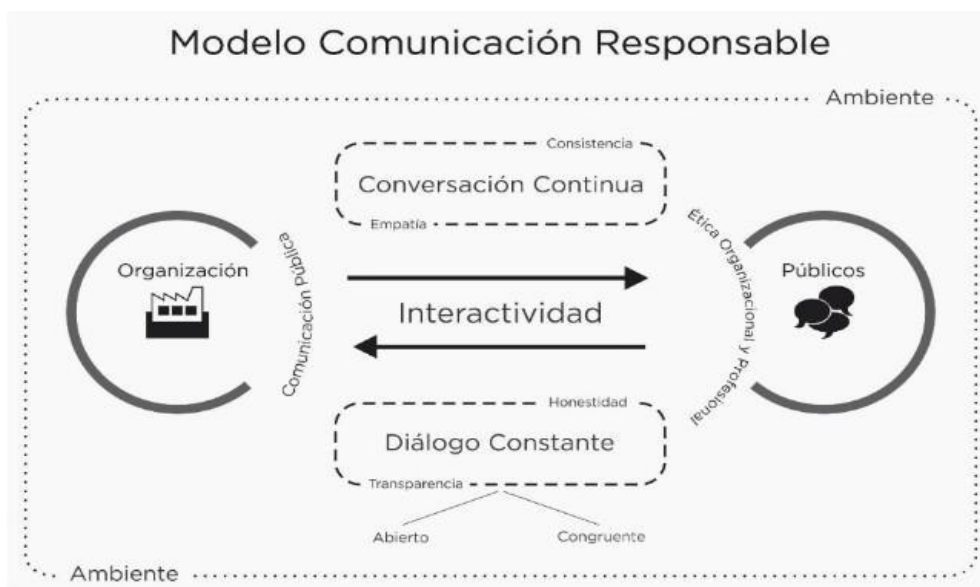 Modelo Comunicación Responsable
Ambiente
Consistencia
Conversación Continua
Empatía
Organización
Comunicación Pública
Interactividad
Ética Organizacional y Profesional
Públicos
Honestidad
Diálogo Constante
Transparencia
Abierto
Congruente
Ambiente